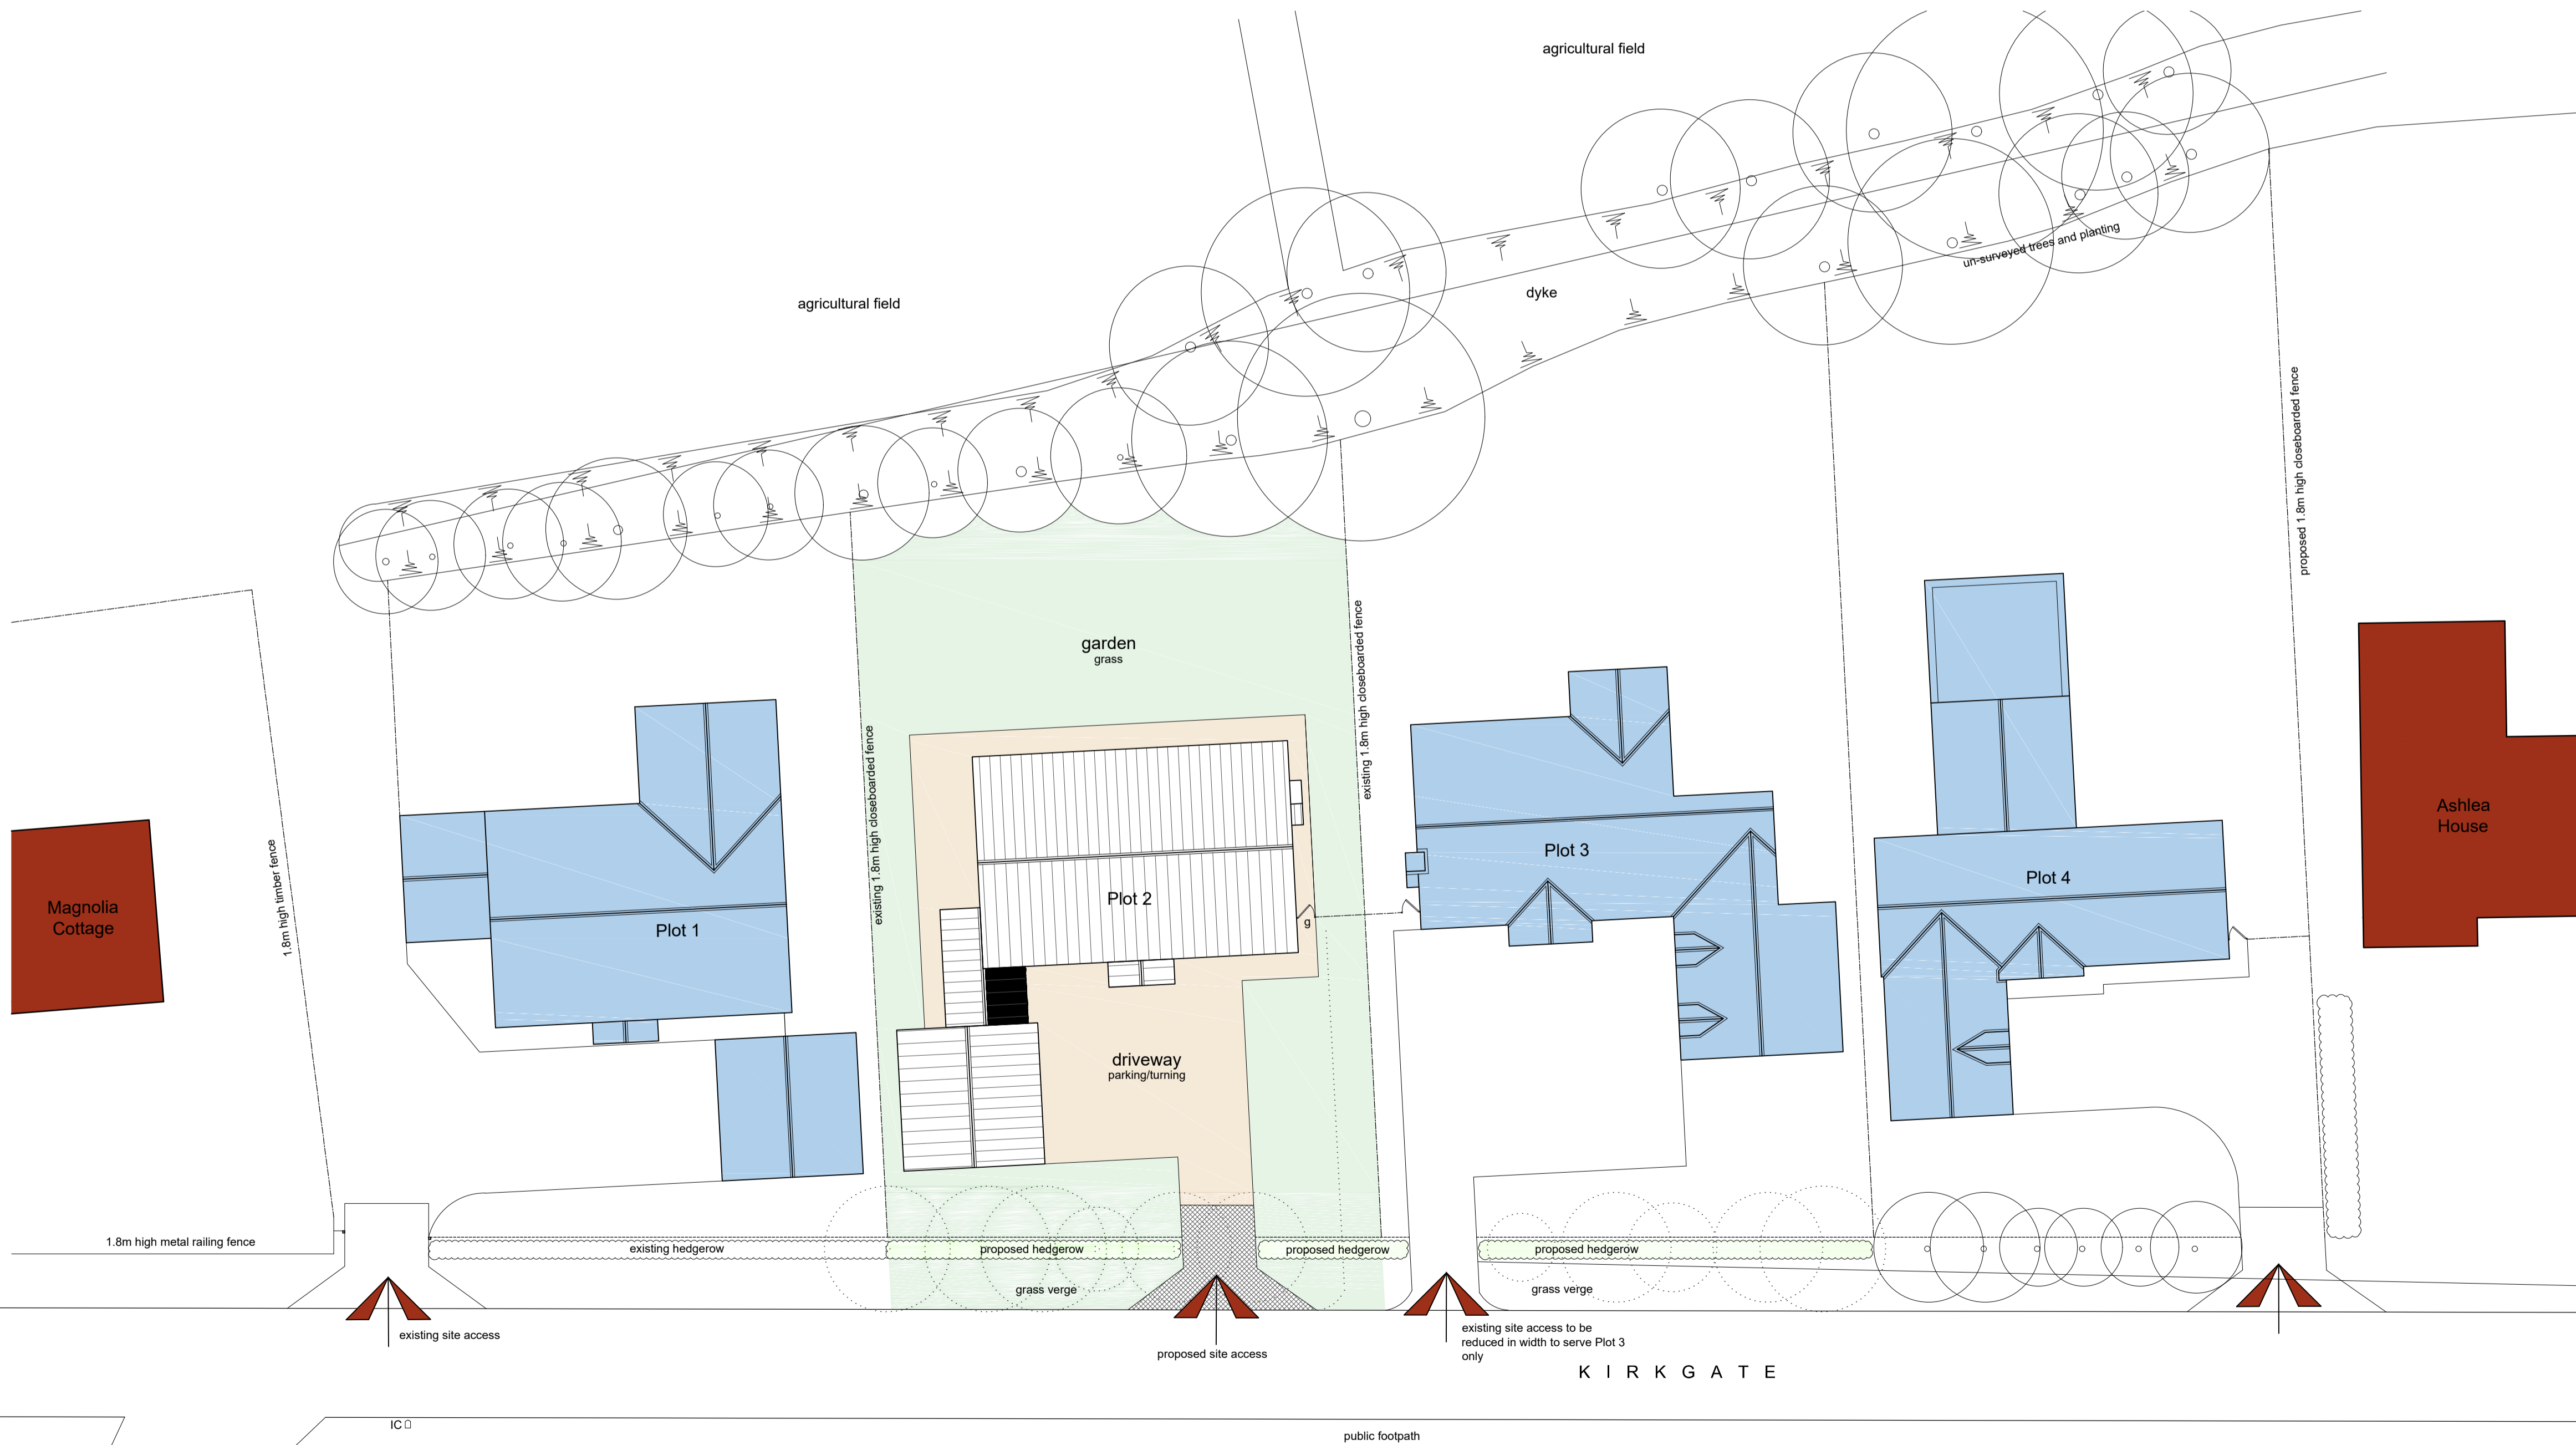 agricultural field
agricultural field
un-surveyed trees and planting
dyke
proposed 1.8m high closeboarded fence
garden
grass
existing 1.8m high closeboarded fence
existing 1.8m high closeboarded fence
1.8m high timber fence
Magnolia
Cottage
Plot 1
Plot 2
g
Plot 3
Plot 4
Ashlea
House
driveway
parking/turning
1.8m high metal railing fence
existing hedgerow
proposed hedgerow
proposed hedgerow
proposed hedgerow
grass verge
grass verge
existing site access
proposed site access
existing site access to be
reduced in width to serve Plot 3
only
KIRKGATE
IC
public footpath